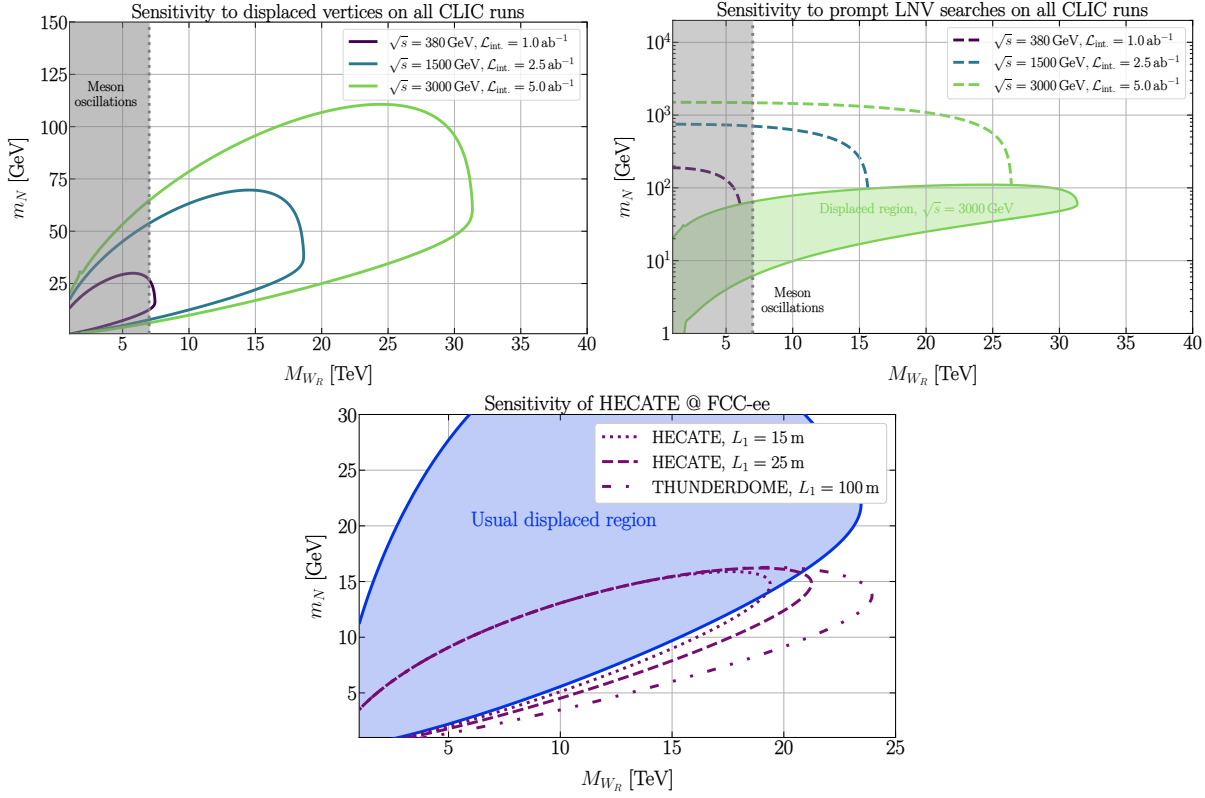 Sensitivity to displaced vertices on all CLIC runs
√s = 380 GeV, ℒint. = 1.0 ab⁻¹
√s = 1500 GeV, ℒint. = 2.5 ab⁻¹
√s = 3000 GeV, ℒint. = 5.0 ab⁻¹
Meson
oscillations
150
125
100
75
50
25
m_N [GeV]
5 10 15 20 25 30 35 40
M_{W_R} [TeV]
Sensitivity to prompt LNV searches on all CLIC runs
√s = 380 GeV, ℒint. = 1.0 ab⁻¹
√s = 1500 GeV, ℒint. = 2.5 ab⁻¹
√s = 3000 GeV, ℒint. = 5.0 ab⁻¹
10⁴
10³
10²
10¹
1
m_N [GeV]
Displaced region, √s = 3000 GeV
Meson
oscillations
5 10 15 20 25 30 35 40
M_{W_R} [TeV]
Sensitivity of HECATE @ FCC-ee
HECATE, L₁ = 15 m
HECATE, L₁ = 25 m
THUNDERDOME, L₁ = 100 m
Usual displaced region
30
25
20
15
10
5
m_N [GeV]
5 10 15 20 25
M_{W_R} [TeV]